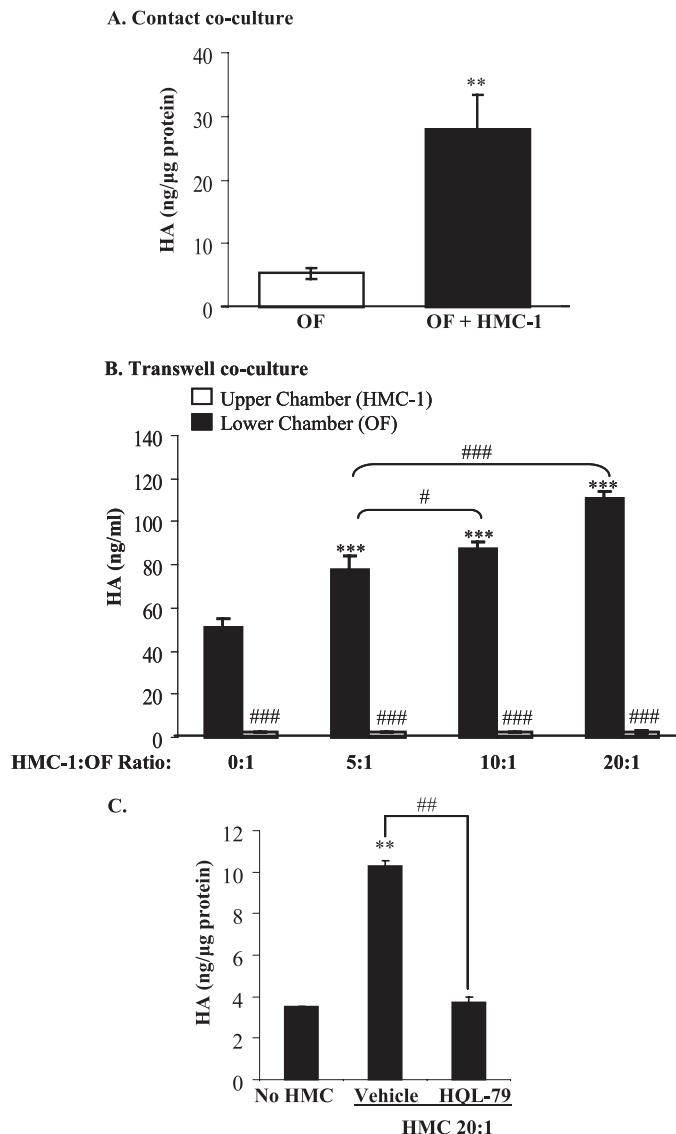 A. Contact co-culture
40
30
20
10
0
HA (ng/µg protein)
**
OF
OF + HMC-1
B. Transwell co-culture
Upper Chamber (HMC-1)
Lower Chamber (OF)
140
120
100
80
60
40
20
0
HA (ng/ml)
###
#
***
***
***
###
###
###
###
HMC-1:OF Ratio:
0:1
5:1
10:1
20:1
C.
12
10
8
6
4
2
0
HA (ng/µg protein)
##
**
No HMC
Vehicle
HQL-79
HMC 20:1